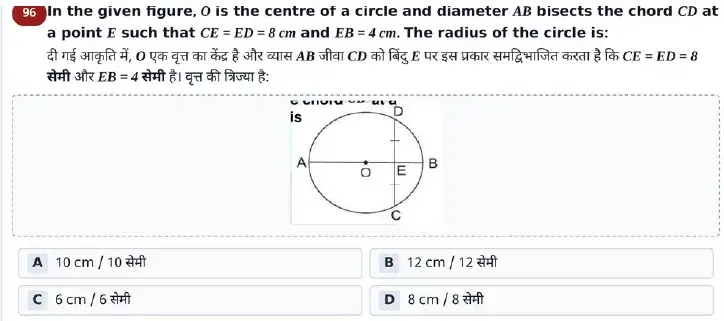 96 In the given figure, O is the centre of a circle and diameter AB bisects the chord CD at
a point E such that CE = ED = 8 cm and EB = 4 cm. The radius of the circle is:
दी गई आकृति में, O एक वृत्त का केंद्र है और व्यास AB जीवा CD को बिंदु E पर इस प्रकार समद्विभाजित करता है कि CE = ED = 8
सेमी और EB = 4 सेमी है। वृत्त की त्रिज्या है:
is
D
A
O
E
B
C
A 10 cm / 10 सेमी
B 12 cm / 12 सेमी
C 6 cm / 6 सेमी
D 8 cm / 8 सेमी